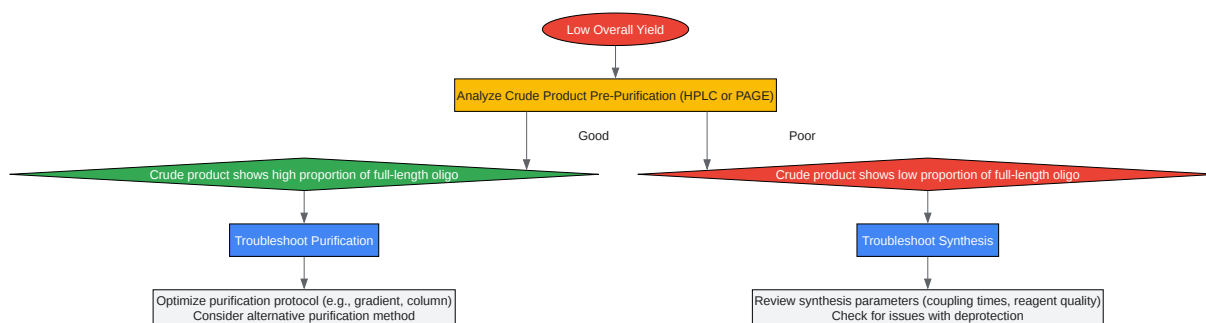 Low Overall Yield
Analyze Crude Product Pre-Purification (HPLC or PAGE)
Good
Poor
Crude product shows high proportion of full-length oligo
Crude product shows low proportion of full-length oligo
Troubleshoot Purification
Troubleshoot Synthesis
Optimize purification protocol (e.g., gradient, column)
Consider alternative purification method
Review synthesis parameters (coupling times, reagent quality)
Check for issues with deprotection